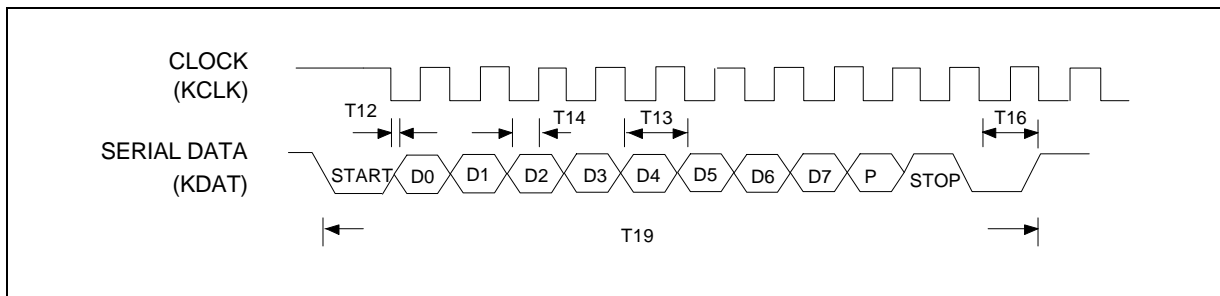 CLOCK
(KCLK)
T12
T14
T13
T16
SERIAL DATA
(KDAT)
START
D0
D1
D2
D3
D4
D5
D6
D7
P
STOP
T19